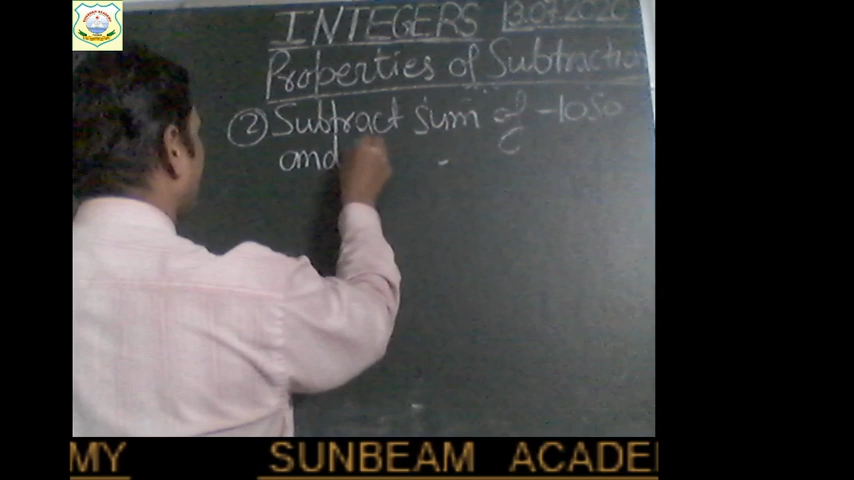 INTEGERS 13.07.2020
Properties of Subtraction
② Subtract sum of -1050
and
MY SUNBEAM ACADE